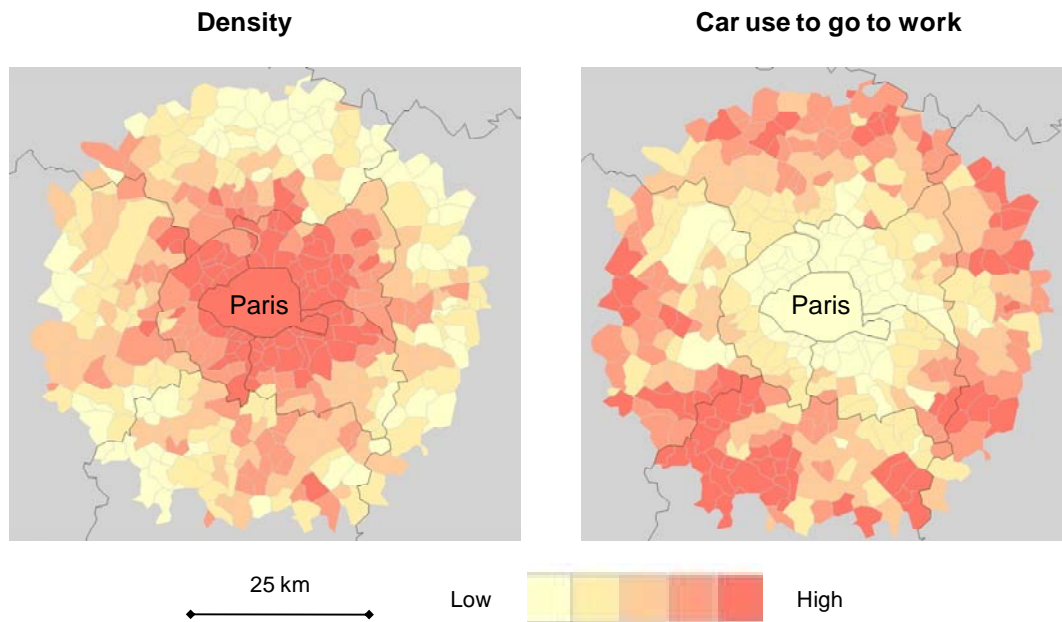 Density
Car use to go to work
Paris
Paris
25 km
Low
High